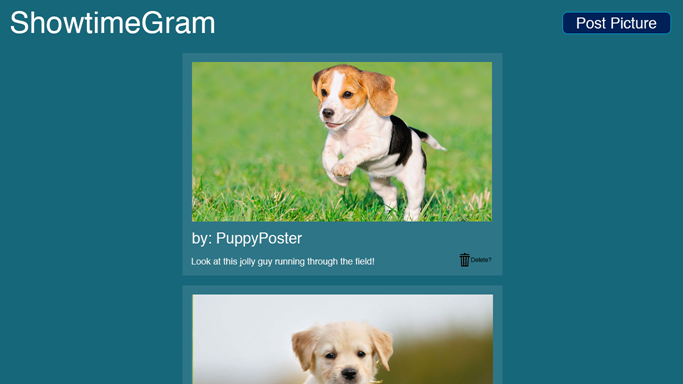 ShowtimeGram
Post Picture
by: PuppyPoster
Look at this jolly guy running through the field!
Delete?